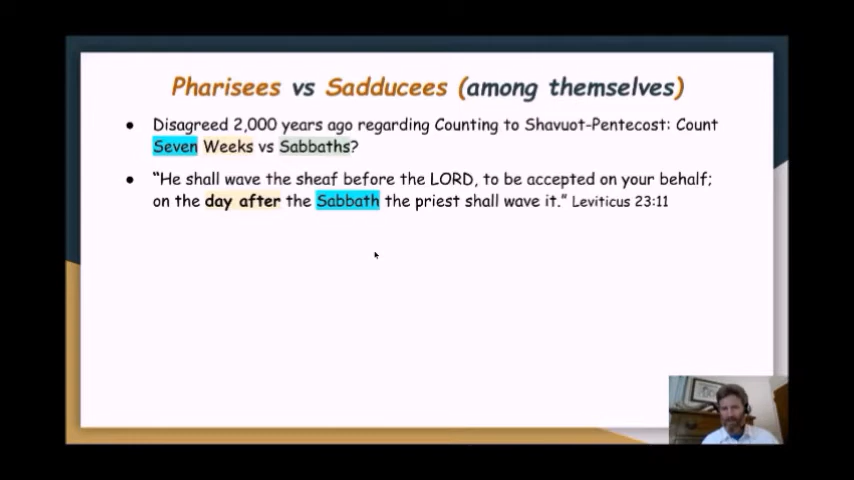 Pharisees vs Sadducees (among themselves)
● Disagreed 2,000 years ago regarding Counting to Shavuot-Pentecost: Count
Seven Weeks vs Sabbaths?
● “He shall wave the sheaf before the LORD, to be accepted on your behalf;
on the day after the Sabbath the priest shall wave it.” Leviticus 23:11